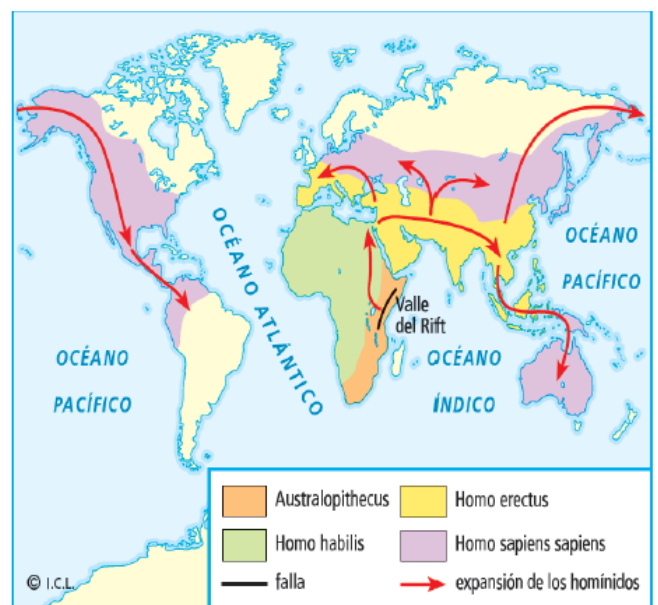 OCÉANO ATLÁNTICO
OCÉANO
PACÍFICO
Valle
del Rift
OCÉANO
PACÍFICO
OCÉANO
ÍNDICO
Australopithecus
Homo erectus
Homo habilis
Homo sapiens sapiens
falla
expansión de los homínidos
© I.C.L.